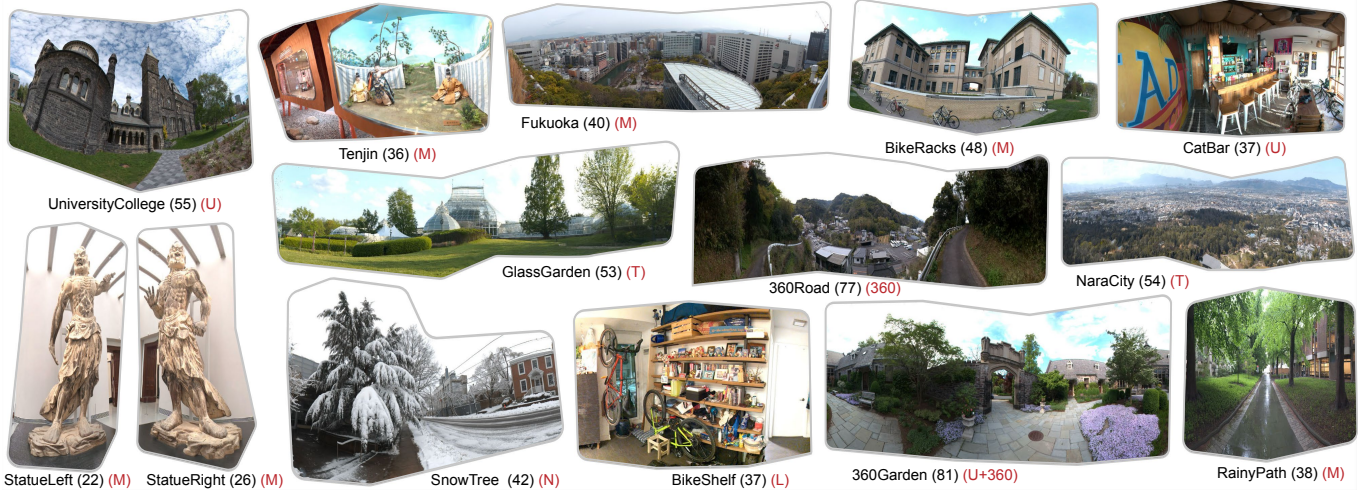 Fukuoka (40) (M)
Tenjin (36) (M)
BikeRacks (48) (M)
AD
CatBar (37) (U)
UniversityCollege (55) (U)
GlassGarden (53) (T)
360Road (77) (360)
NaraCity (54) (T)
StatueLeft (22) (M)
StatueRight (26) (M)
SnowTree (42) (N)
BikeShelf (37) (L)
360Garden (81) (U+360)
RainyPath (38) (M)